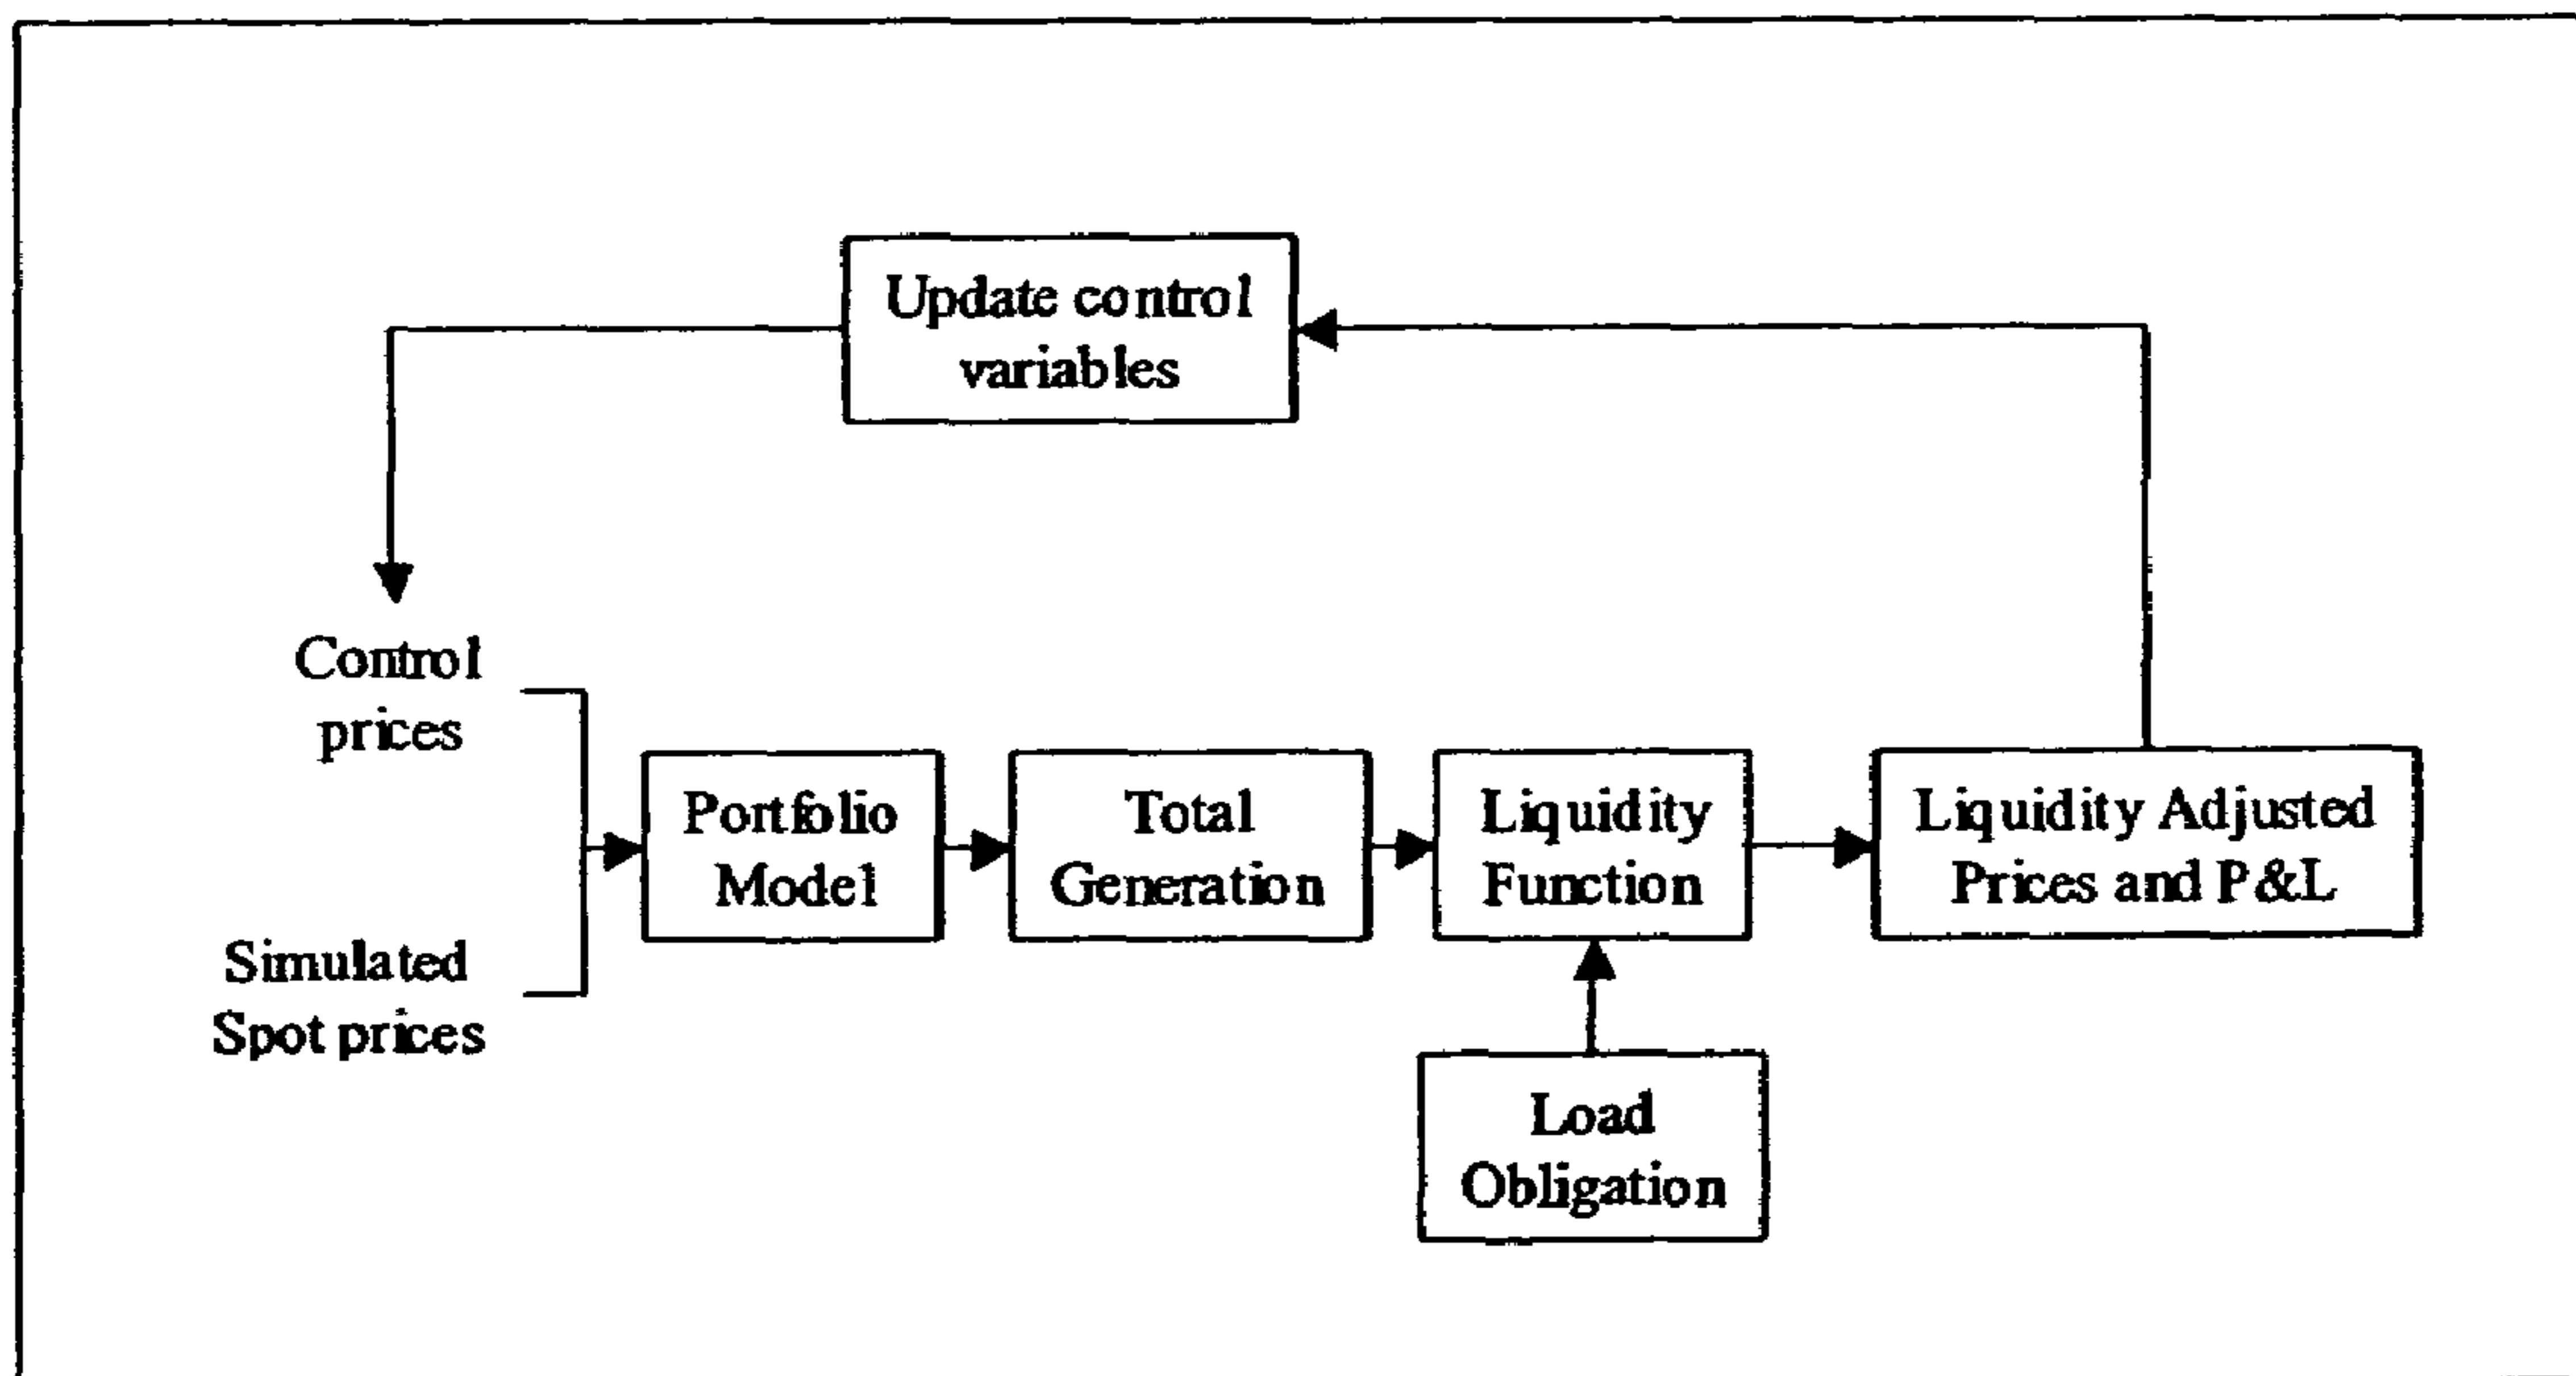 Update control
variables
Control
prices
Simulated
Spot prices
Portfolio
Model
Total
Generation
Liquidity
Function
Liquidity Adjusted
Prices and P&L
Load
Obligation